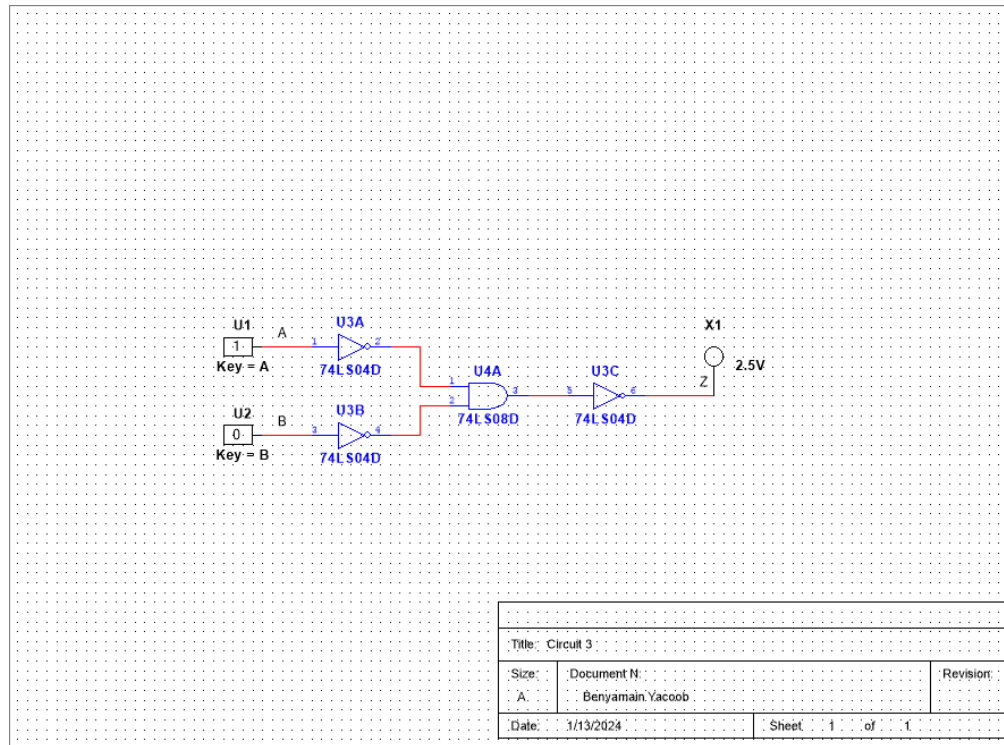 U1
A
1
Key = A
U3A
1
2
74LS04D
U2
B
0
Key = B
U3B
3
4
74LS04D
U4A
1
2
3
74LS08D
U3C
5
6
74LS04D
X1
Z
2.5V
Title: Circuit 3
Size: Document N: Revision:
A Benyamain Yacoob
Date: 1/13/2024 Sheet 1 of 1